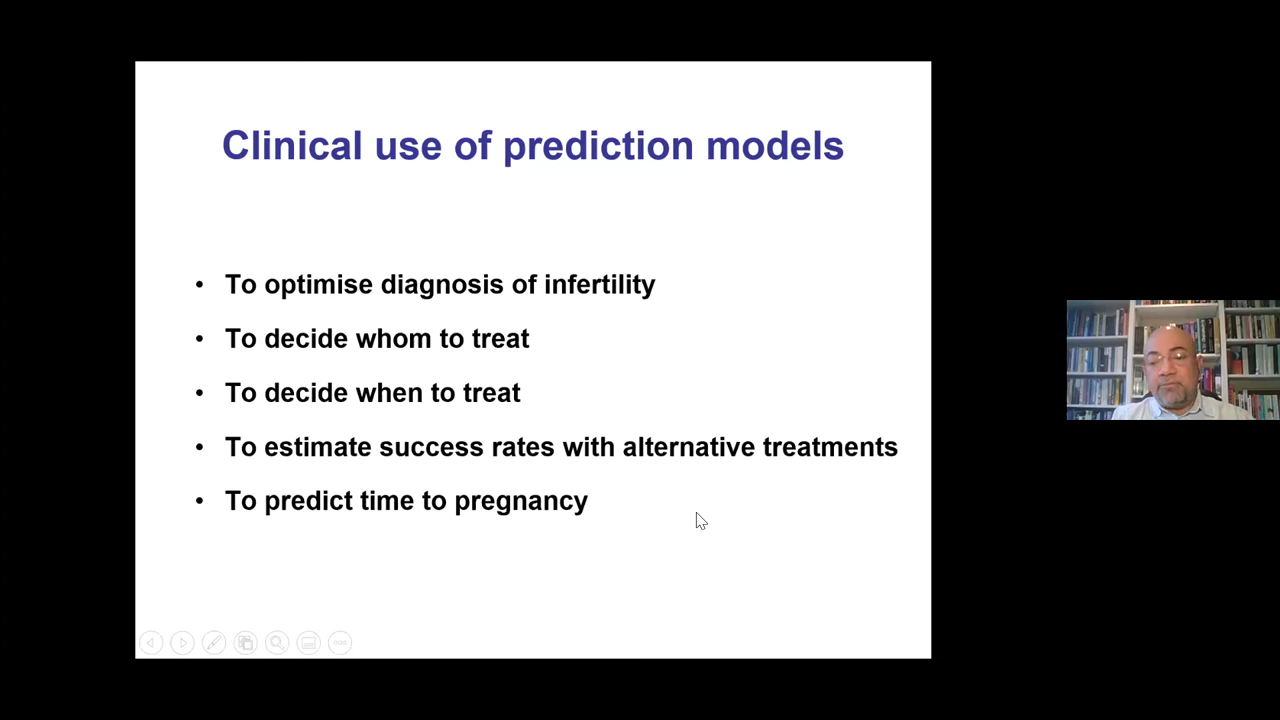 Clinical use of prediction models
• To optimise diagnosis of infertility
• To decide whom to treat
• To decide when to treat
• To estimate success rates with alternative treatments
• To predict time to pregnancy